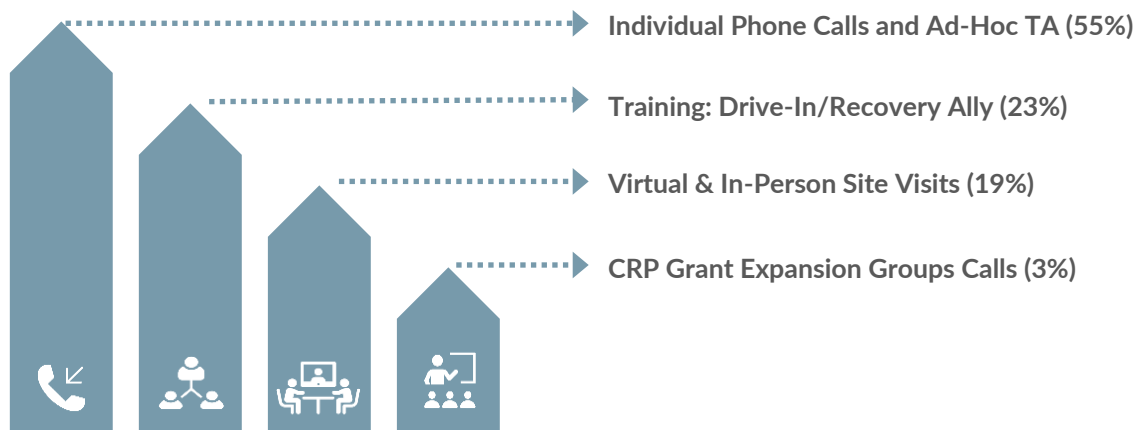 Individual Phone Calls and Ad-Hoc TA (55%)
Training: Drive-In/Recovery Ally (23%)
Virtual & In-Person Site Visits (19%)
CRP Grant Expansion Groups Calls (3%)